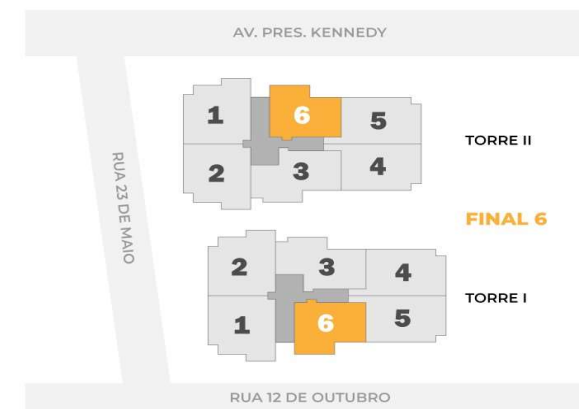 AV. PRES. KENNEDY
RUA 23 DE MAIO
1
6
5
TORRE II
2
3
4
FINAL 6
2
3
4
TORRE I
1
6
5
RUA 12 DE OUTUBRO